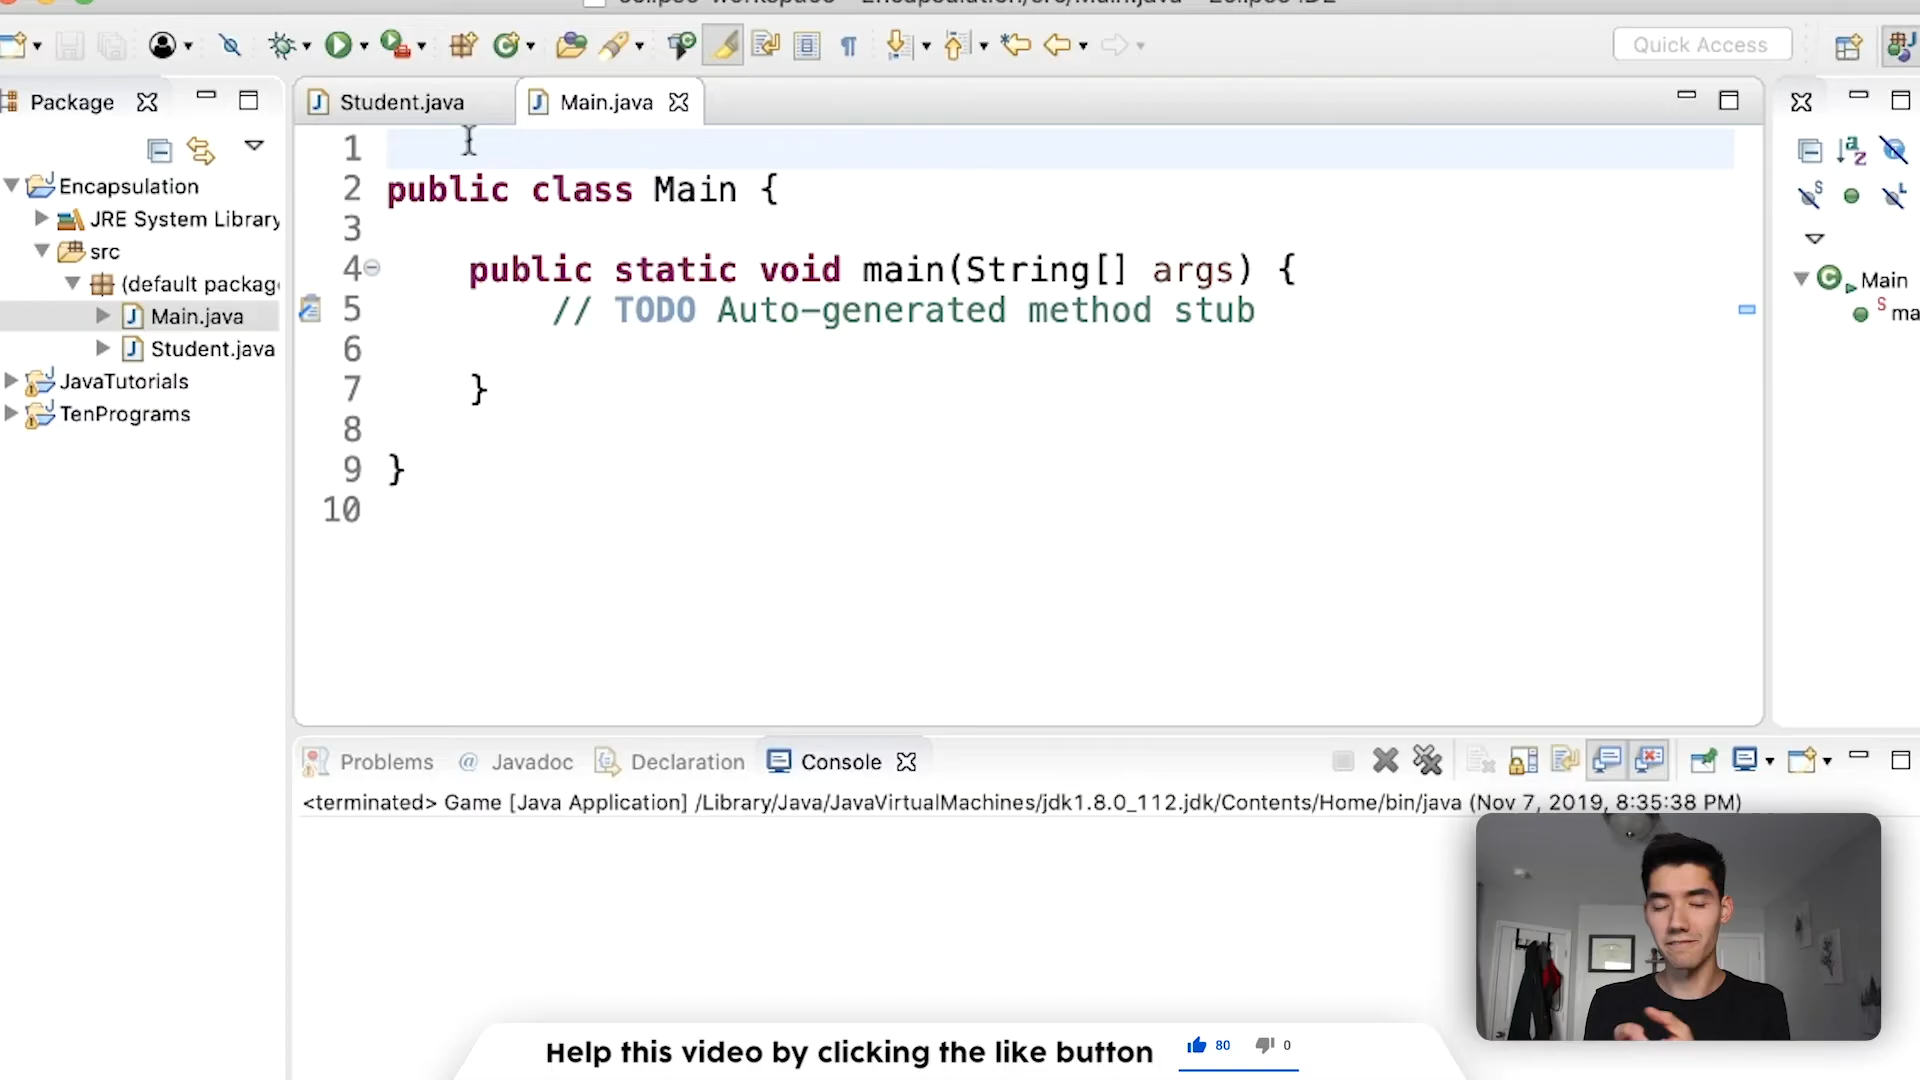 Quick Access
Package
Encapsulation
JRE System Library
src
(default packag
Main.java
Student.java
JavaTutorials
TenPrograms
Student.java
Main.java
1
2 public class Main {
3
4 public static void main(String[] args) {
5 // TODO Auto-generated method stub
6
7 }
8
9 }
10
Main
ma
Problems
Javadoc
Declaration
Console
<terminated> Game [Java Application] /Library/Java/JavaVirtualMachines/jdk1.8.0_112.jdk/Contents/Home/bin/java (Nov 7, 2019, 8:35:38 PM)
Help this video by clicking the like button
80
0